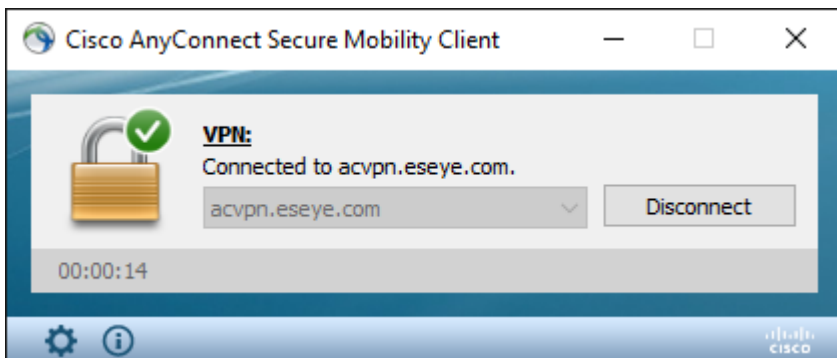 Cisco AnyConnect Secure Mobility Client
VPN:
Connected to acvpn.eseye.com.
acvpn.eseye.com
Disconnect
00:00:14
CISCO